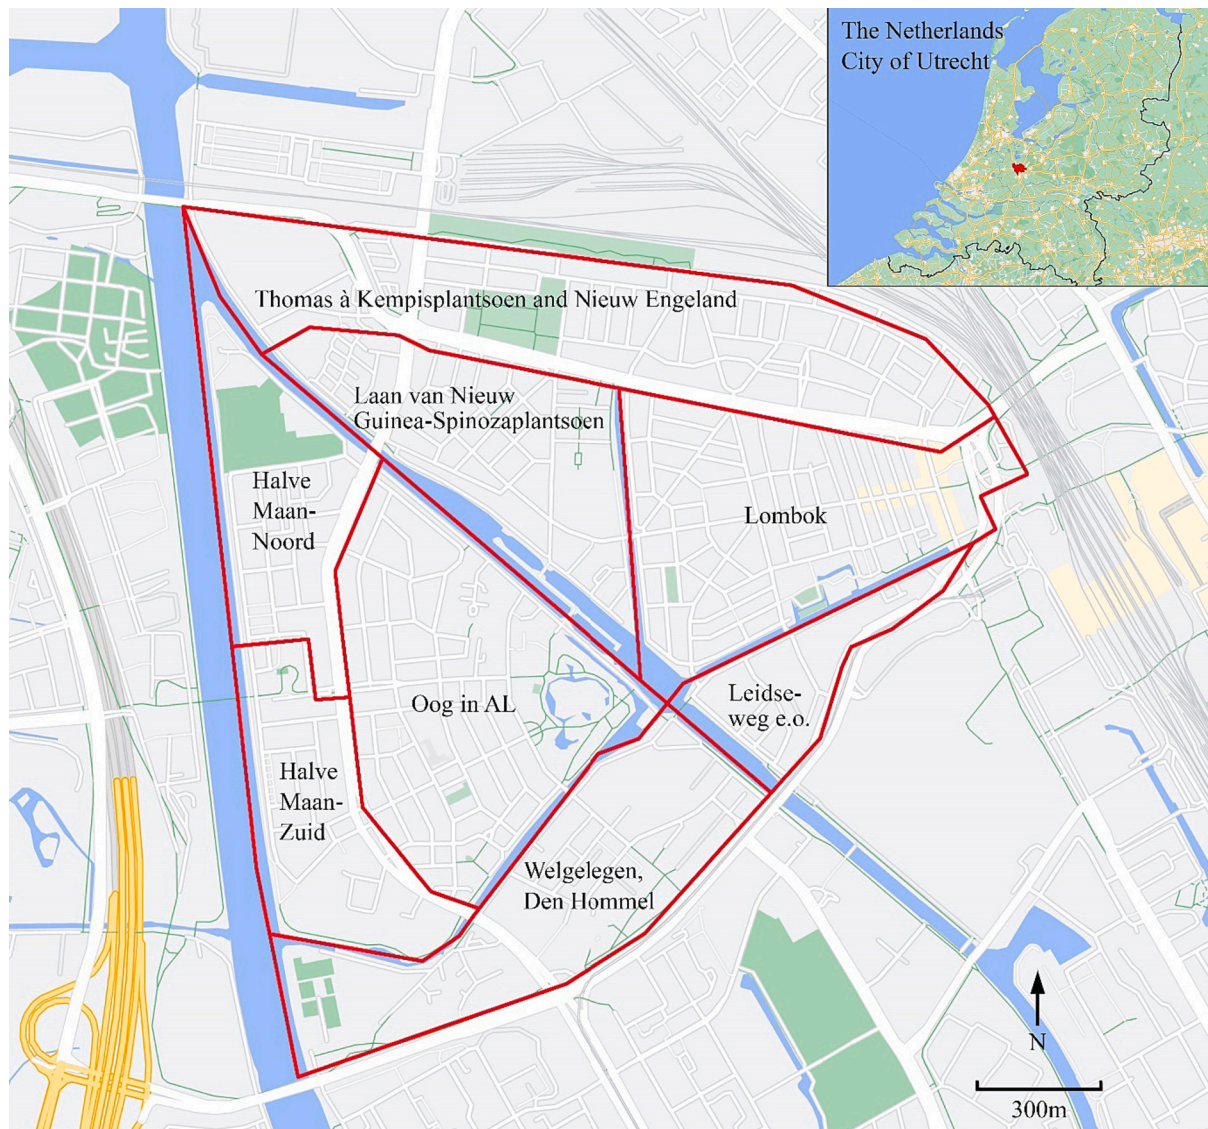 The Netherlands
City of Utrecht
Thomas à Kempisplantsoen and Nieuw Engeland
Laan van Nieuw
Guinea-Spinozaplantsoen
Halve
Maan-
Noord
Lombok
Oog in AL
Leidse-
weg e.o.
Halve
Maan-
Zuid
Welgelegen,
Den Hommel
N
300m